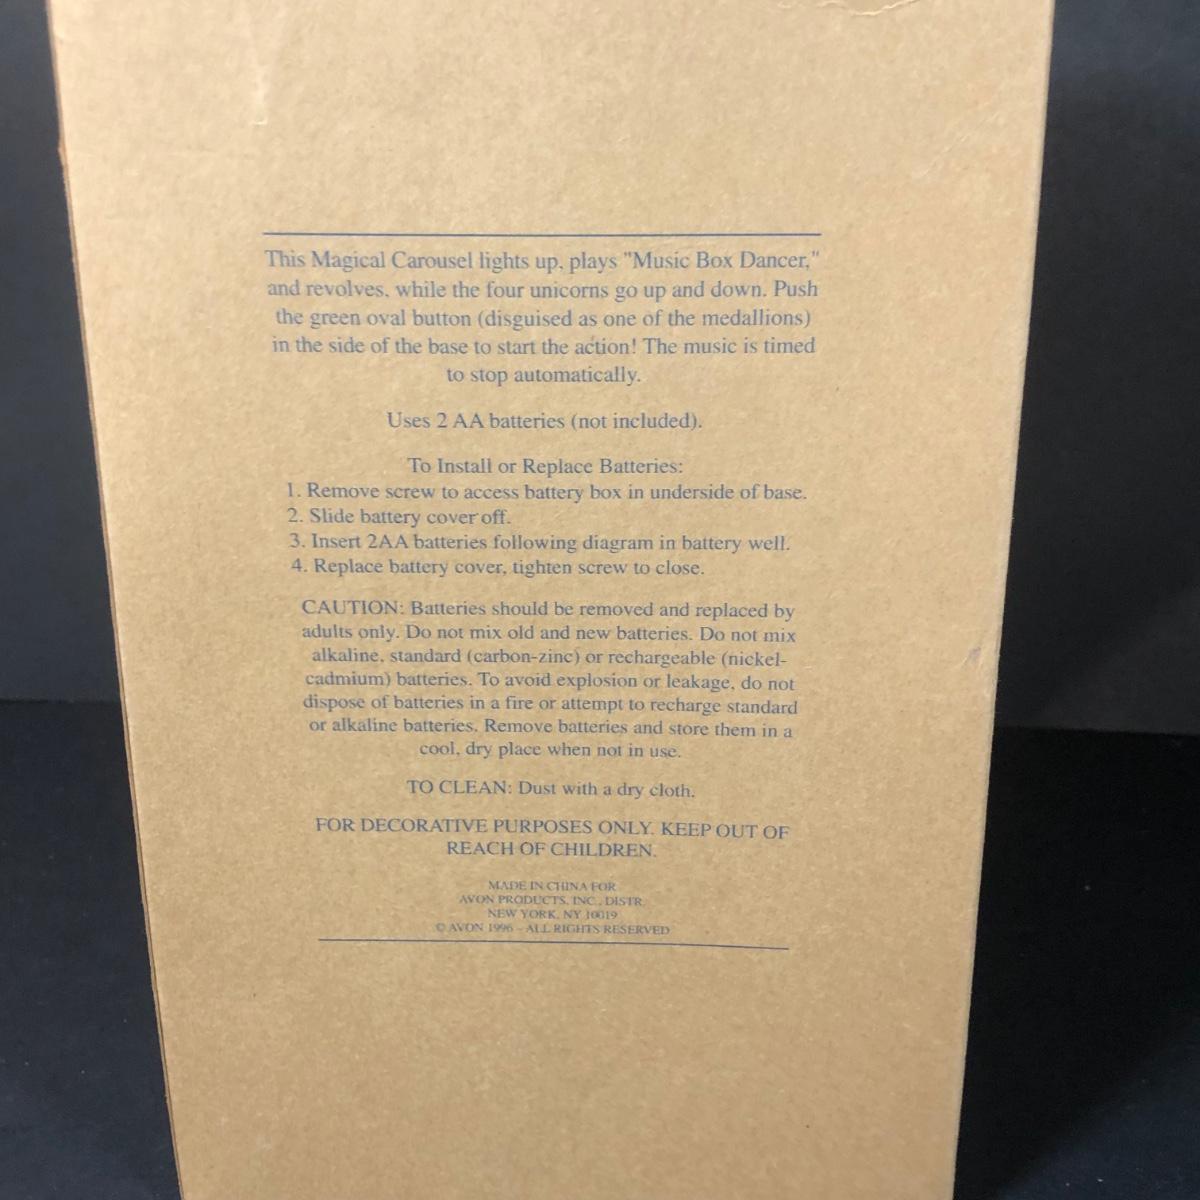 This Magical Carousel lights up, plays "Music Box Dancer,"
and revolves, while the four unicorns go up and down. Push
the green oval button (disguised as one of the medallions)
in the side of the base to start the action! The music is timed
to stop automatically.
Uses 2 AA batteries (not included).
To Install or Replace Batteries:
1. Remove screw to access battery box in underside of base.
2. Slide battery cover off.
3. Insert 2AA batteries following diagram in battery well.
4. Replace battery cover, tighten screw to close.
CAUTION: Batteries should be removed and replaced by
adults only. Do not mix old and new batteries. Do not mix
alkaline, standard (carbon-zinc) or rechargeable (nickel-
cadmium) batteries. To avoid explosion or leakage, do not
dispose of batteries in a fire or attempt to recharge standard
or alkaline batteries. Remove batteries and store them in a
cool, dry place when not in use.
TO CLEAN: Dust with a dry cloth.
FOR DECORATIVE PURPOSES ONLY. KEEP OUT OF
REACH OF CHILDREN.
MADE IN CHINA FOR
AVON PRODUCTS, INC., DISTR.
NEW YORK, NY 10019
© AVON 1996 – ALL RIGHTS RESERVED